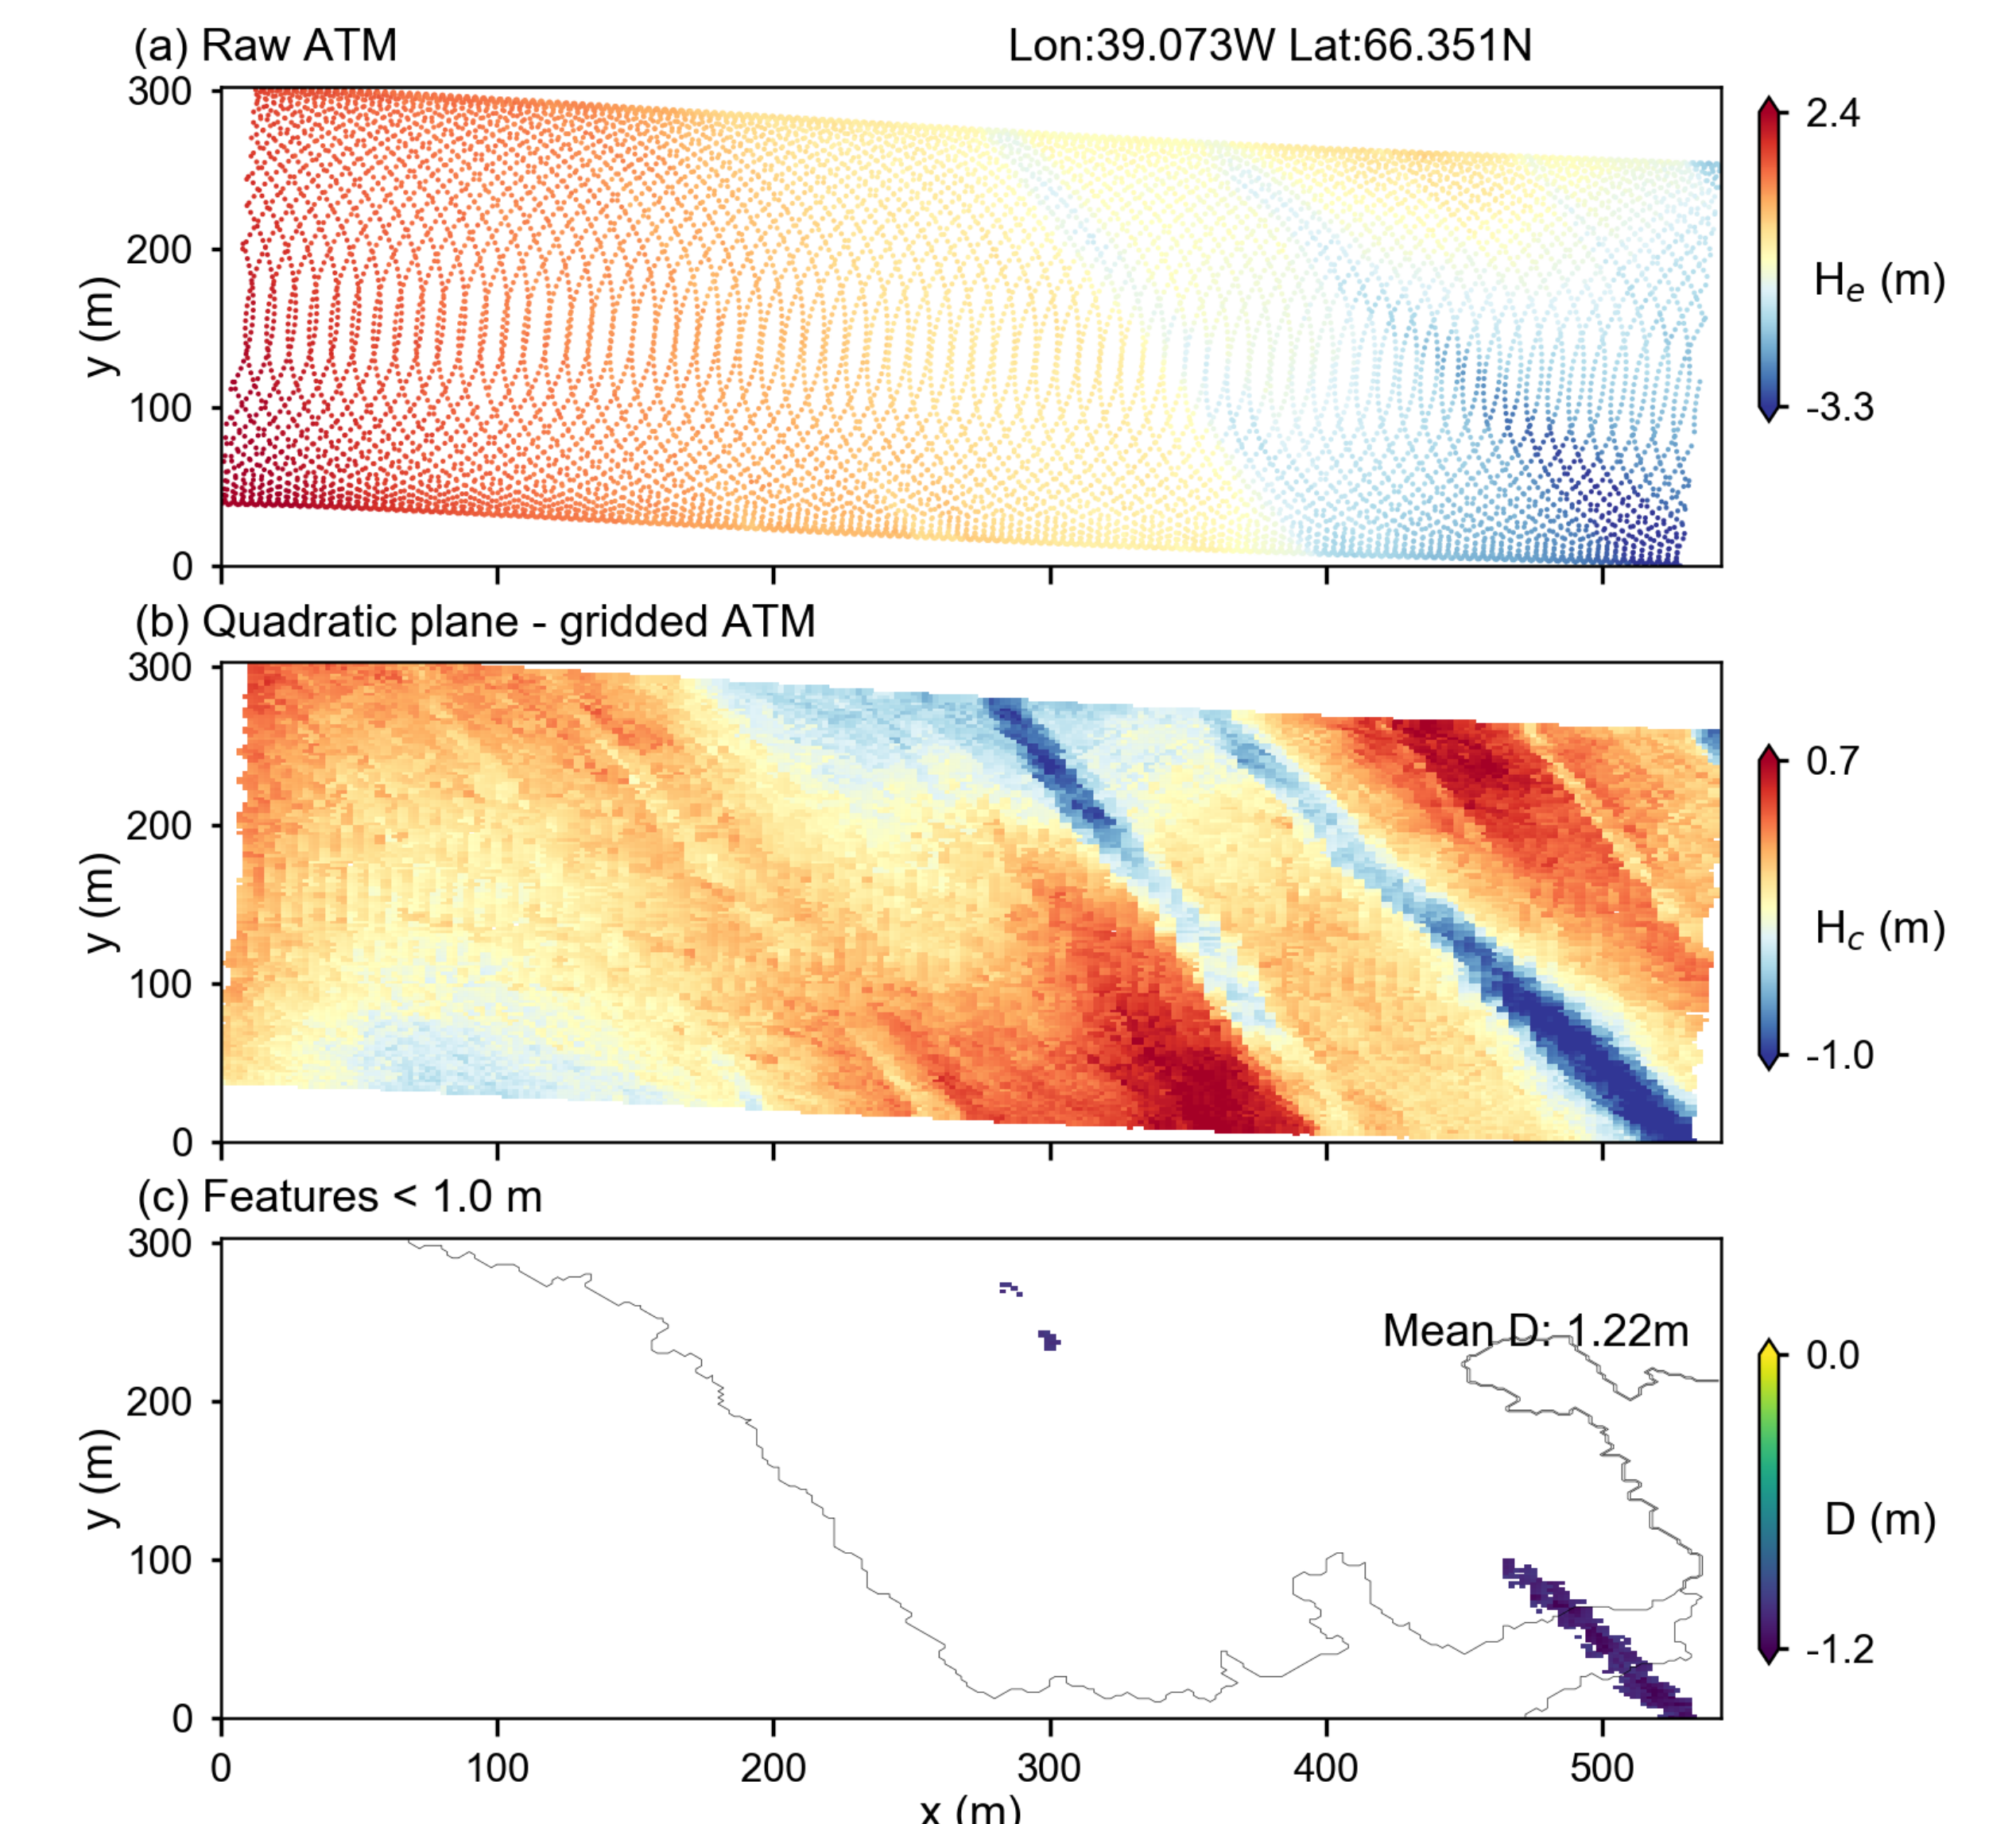 (a) Raw ATM
Lon:39.073W Lat:66.351N
300
200
100
0
y (m)
2.4
He (m)
-3.3
(b) Quadratic plane - gridded ATM
300
200
100
0
y (m)
0.7
Hc (m)
-1.0
(c) Features < 1.0 m
Mean D: 1.22m
300
200
100
0
y (m)
0.0
D (m)
-1.2
0 100 200 300 400 500
x (m)